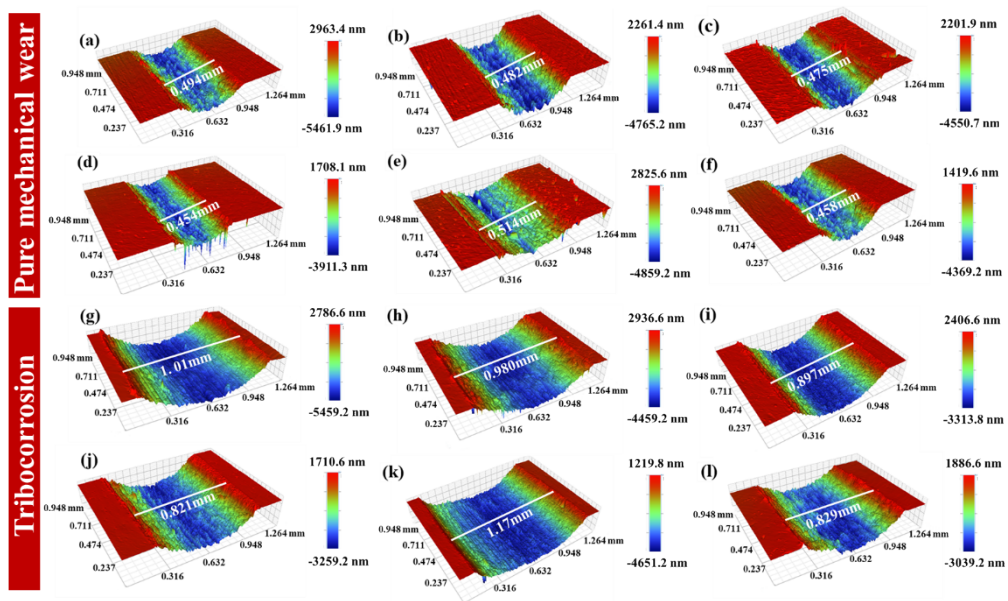 Pure mechanical wear
(a)
0.494mm
0.948 mm
0.711
0.474
0.237
0.316
0.632
0.948
1.264 mm
2963.4 nm
-5461.9 nm
(b)
0.482mm
0.948 mm
0.711
0.474
0.237
0.316
0.632
0.948
1.264 mm
2261.4 nm
-4765.2 nm
(c)
0.475mm
0.948 mm
0.711
0.474
0.237
0.316
0.632
0.948
1.264 mm
2201.9 nm
-4550.7 nm
(d)
0.454mm
0.948 mm
0.711
0.474
0.237
0.316
0.632
0.948
1.264 mm
1708.1 nm
-3911.3 nm
(e)
0.514mm
0.948 mm
0.711
0.474
0.237
0.316
0.632
0.948
1.264 mm
2825.6 nm
-4859.2 nm
(f)
0.458mm
0.948 mm
0.711
0.474
0.237
0.316
0.632
0.948
1.264 mm
1419.6 nm
-4369.2 nm
Tribocorrosion
(g)
1.01mm
0.948 mm
0.711
0.474
0.237
0.316
0.632
0.948
1.264 mm
2786.6 nm
-5459.2 nm
(h)
0.980mm
0.948 mm
0.711
0.474
0.237
0.316
0.632
0.948
1.264 mm
2936.6 nm
-4459.2 nm
(i)
0.897mm
0.948 mm
0.711
0.474
0.237
0.316
0.632
0.948
1.264 mm
2406.6 nm
-3313.8 nm
(j)
0.821mm
0.948 mm
0.711
0.474
0.237
0.316
0.632
0.948
1.264 mm
1710.6 nm
-3259.2 nm
(k)
1.17mm
0.948 mm
0.711
0.474
0.237
0.316
0.632
0.948
1.264 mm
1219.8 nm
-4651.2 nm
(l)
0.829mm
0.948 mm
0.711
0.474
0.237
0.316
0.632
0.948
1.264 mm
1886.6 nm
-3039.2 nm